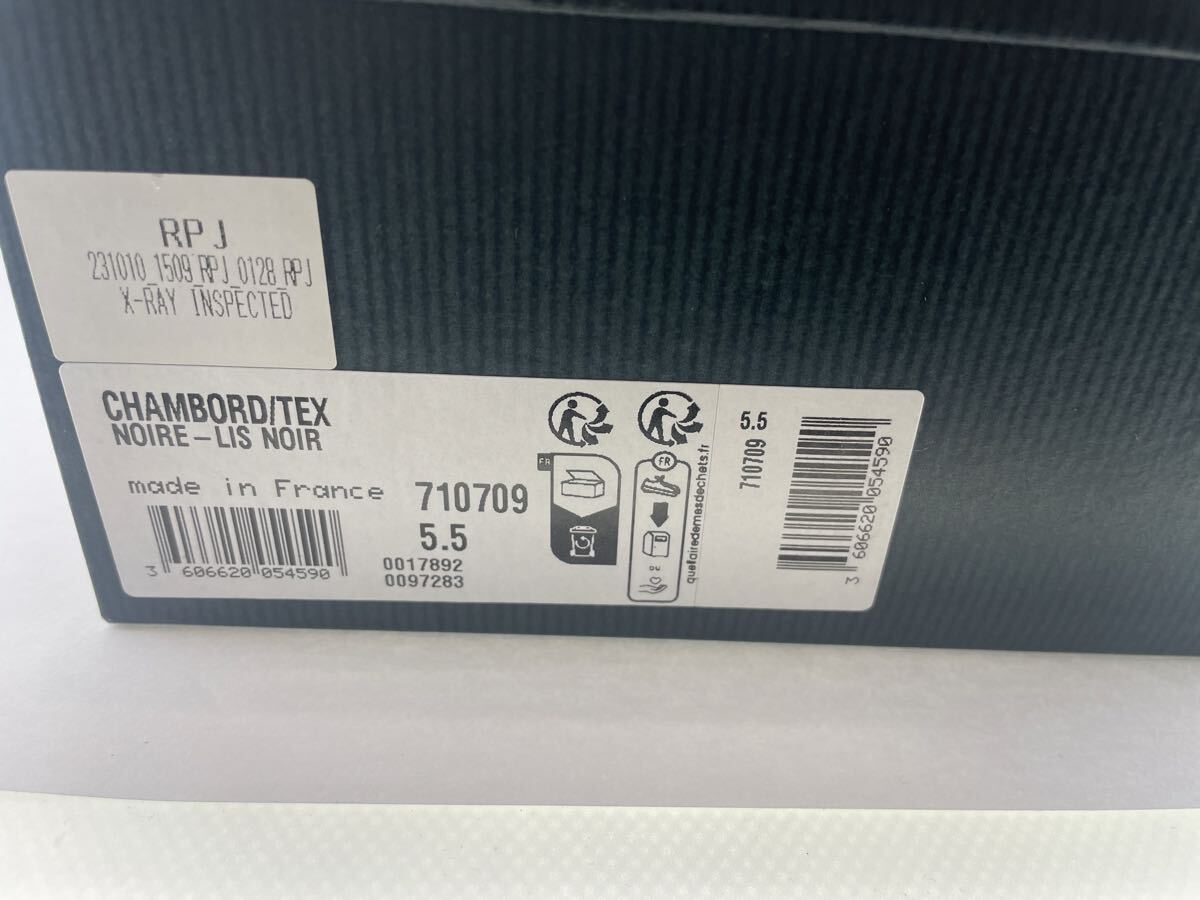 RPJ
231010_1509_RPJ_0128_RPJ
X-RAY INSPECTED
CHAMBORD/TEX
NOIRE – LIS NOIR
made in France
710709
5.5
0017892
0097283
3 606620 054590
FR
FR
quefairedemesdechets.fr
5.5
710709
3 606620 054590